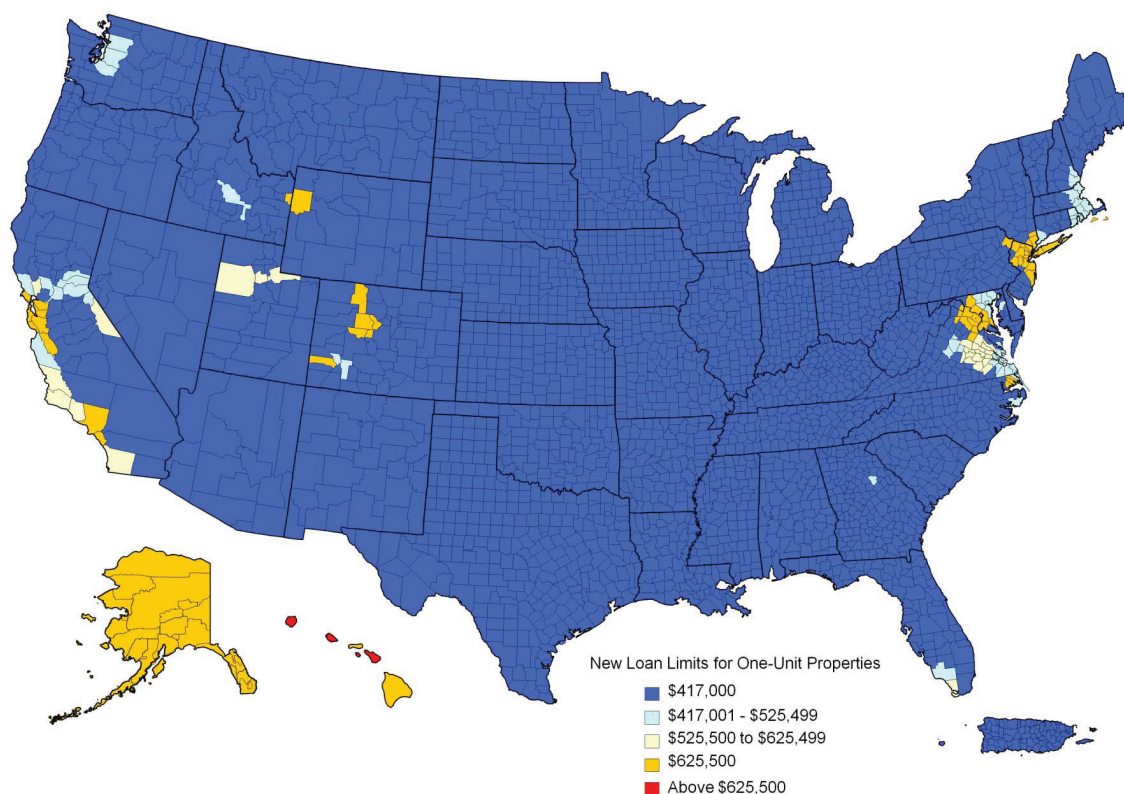 New Loan Limits for One-Unit Properties
$417,000
$417,001 - $525,499
$525,500 to $625,499
$625,500
Above $625,500